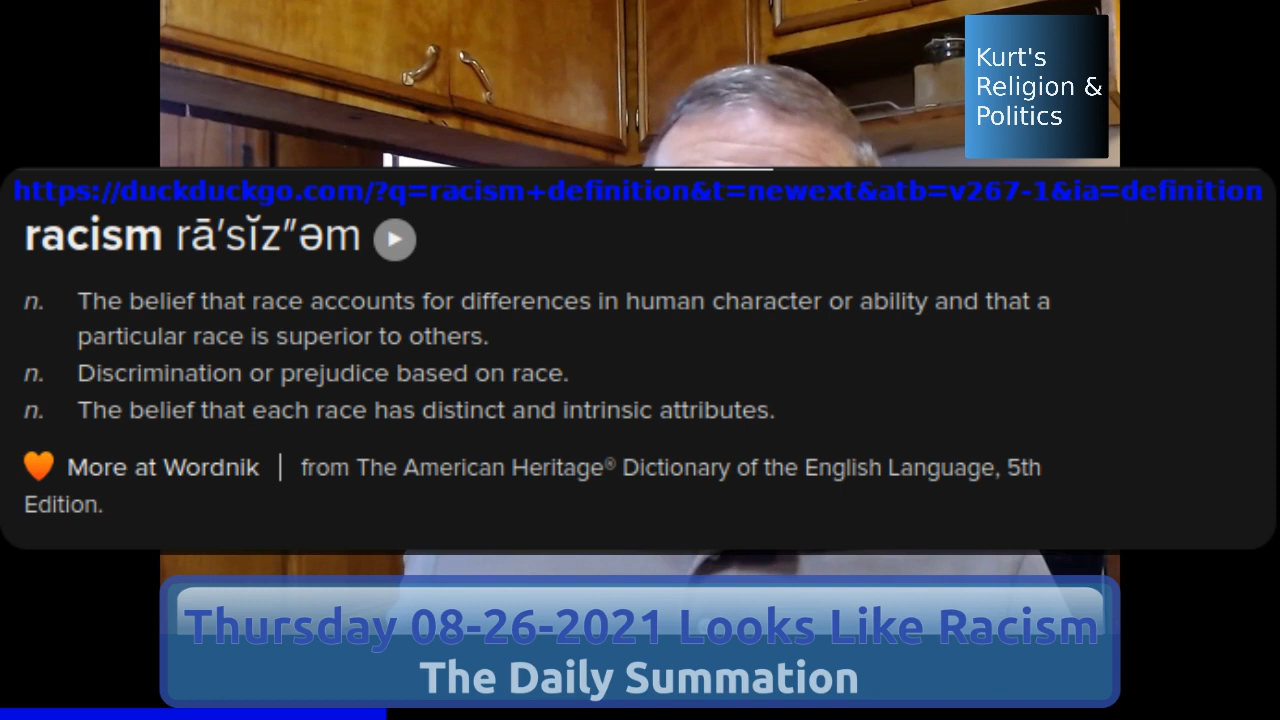 Kurt's
Religion &
Politics
https://duckduckgo.com/?q=racism+definition&t=newext&atb=v267-1&ia=definition
racism rā′sĭz″əm
n. The belief that race accounts for differences in human character or ability and that a
particular race is superior to others.
n. Discrimination or prejudice based on race.
n. The belief that each race has distinct and intrinsic attributes.
More at Wordnik | from The American Heritage® Dictionary of the English Language, 5th
Edition.
Thursday 08-26-2021 Looks Like Racism
The Daily Summation